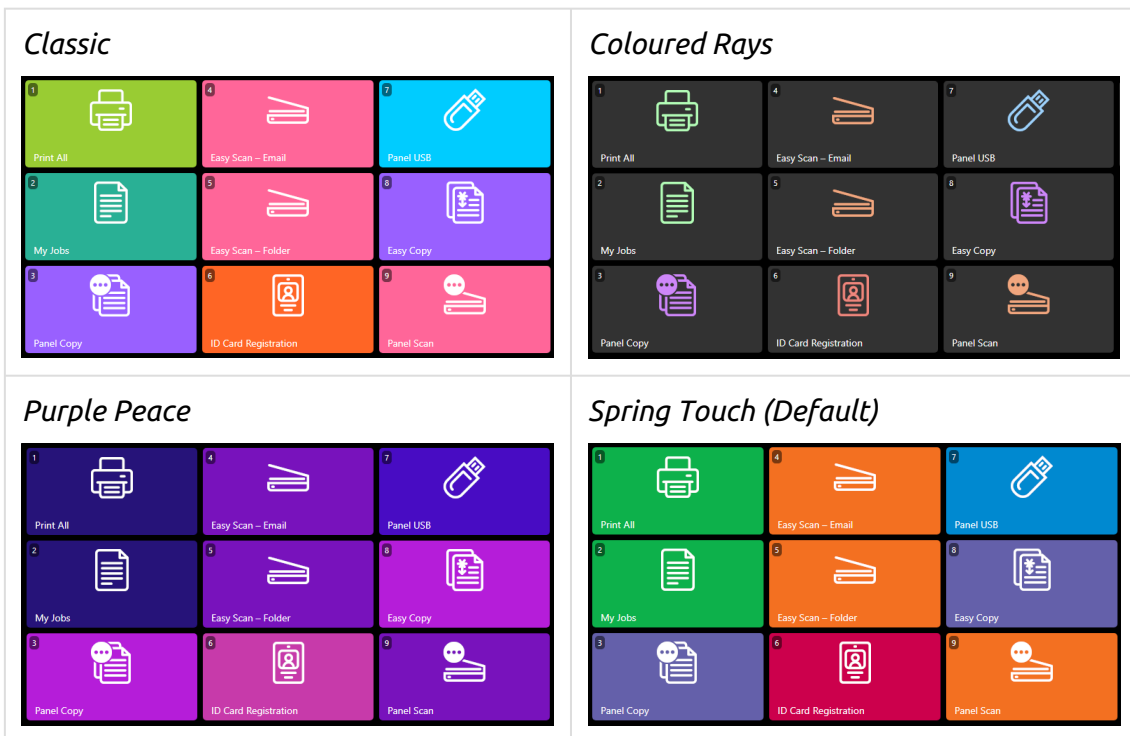 Classic
1
Print All
4
Easy Scan – Email
7
Panel USB
2
My Jobs
5
Easy Scan – Folder
8
¥
Easy Copy
3
Panel Copy
6
ID Card Registration
9
Panel Scan
Coloured Rays
1
Print All
4
Easy Scan – Email
7
Panel USB
2
My Jobs
5
Easy Scan – Folder
8
¥
Easy Copy
3
Panel Copy
6
ID Card Registration
9
Panel Scan
Purple Peace
1
Print All
4
Easy Scan – Email
7
Panel USB
2
My Jobs
5
Easy Scan – Folder
8
¥
Easy Copy
3
Panel Copy
6
ID Card Registration
9
Panel Scan
Spring Touch (Default)
1
Print All
4
Easy Scan – Email
7
Panel USB
2
My Jobs
5
Easy Scan – Folder
8
¥
Easy Copy
3
Panel Copy
6
ID Card Registration
9
Panel Scan